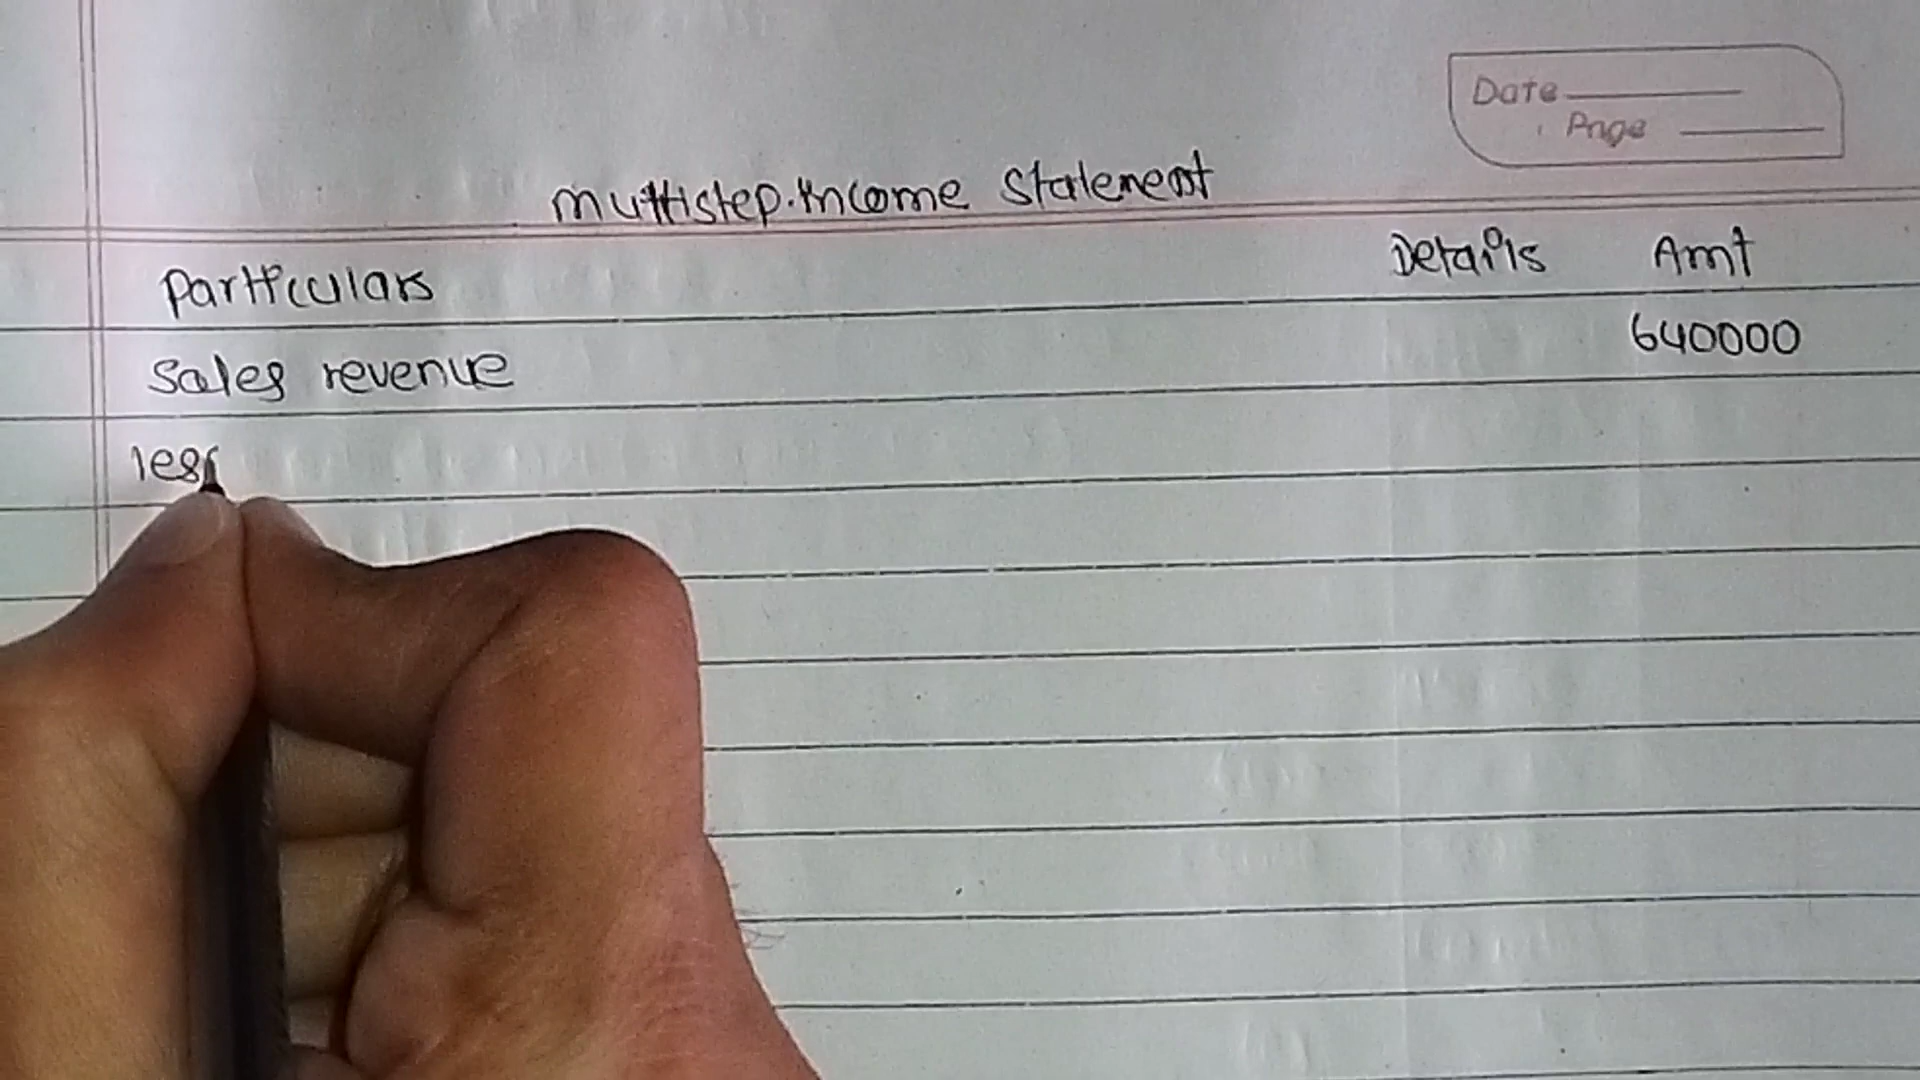 Date
Page
Multistep Income Statement
Particulars Details Amt
Sales revenue 640000
less